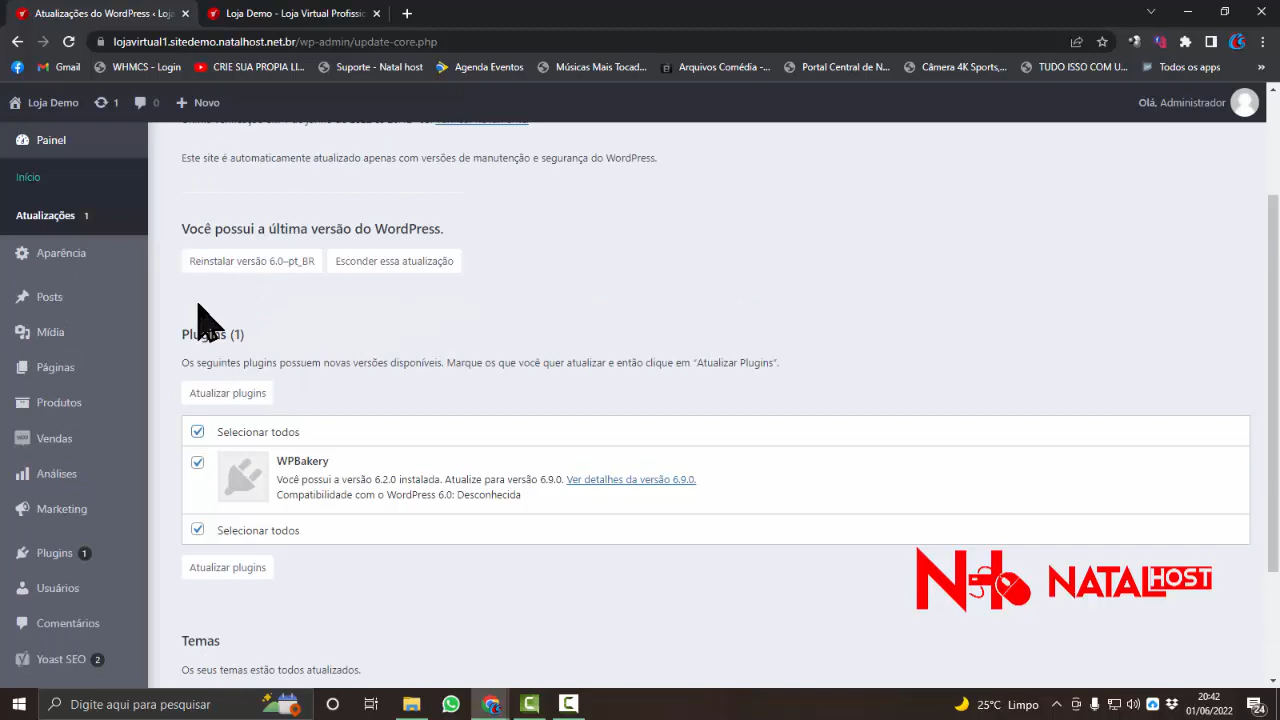 Atualizações do WordPress ‹ Loja
Loja Demo - Loja Virtual Profissic
lojavirtual1.sitedemo.natalhost.net.br/wp-admin/update-core.php
Gmail
WHMCS - Login
CRIE SUA PROPIA LI...
Suporte - Natal host
Agenda Eventos
Músicas Mais Tocad...
Arquivos Comédia -...
Portal Central de N...
Câmera 4K Sports,...
TUDO ISSO COM U...
Todos os apps
»
Loja Demo
1
0
Novo
Olá, Administrador
Painel
Início
Atualizações 1
Aparência
Posts
Mídia
Páginas
Produtos
Vendas
Análises
Marketing
Plugins 1
Usuários
Comentários
Yoast SEO 2
Este site é automaticamente atualizado apenas com versões de manutenção e segurança do WordPress.
Você possui a última versão do WordPress.
Reinstalar versão 6.0–pt_BR
Esconder essa atualização
Plugins (1)
Os seguintes plugins possuem novas versões disponíveis. Marque os que você quer atualizar e então clique em “Atualizar Plugins”.
Atualizar plugins
Selecionar todos
WPBakery
Você possui a versão 6.2.0 instalada. Atualize para versão 6.9.0. Ver detalhes da versão 6.9.0.
Compatibilidade com o WordPress 6.0: Desconhecida
Selecionar todos
Atualizar plugins
NATALHOST
Temas
Os seus temas estão todos atualizados.
Digite aqui para pesquisar
25°C Limpo
20:42
01/06/2022
24